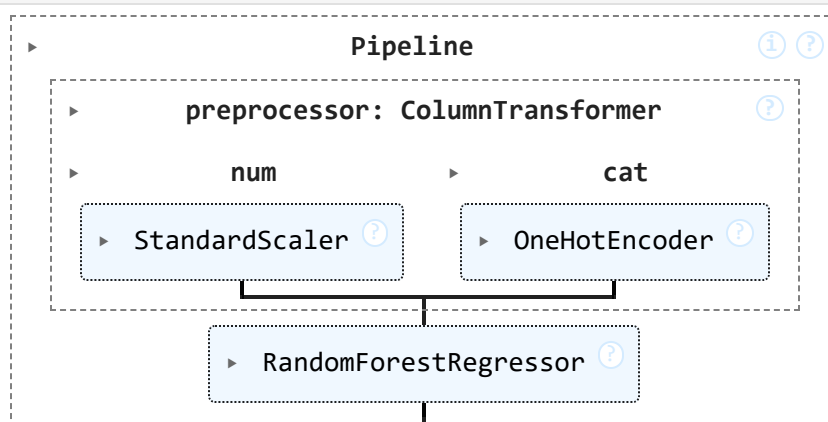 Pipeline
preprocessor: ColumnTransformer
num cat
StandardScaler ? OneHotEncoder ?
RandomForestRegressor ?